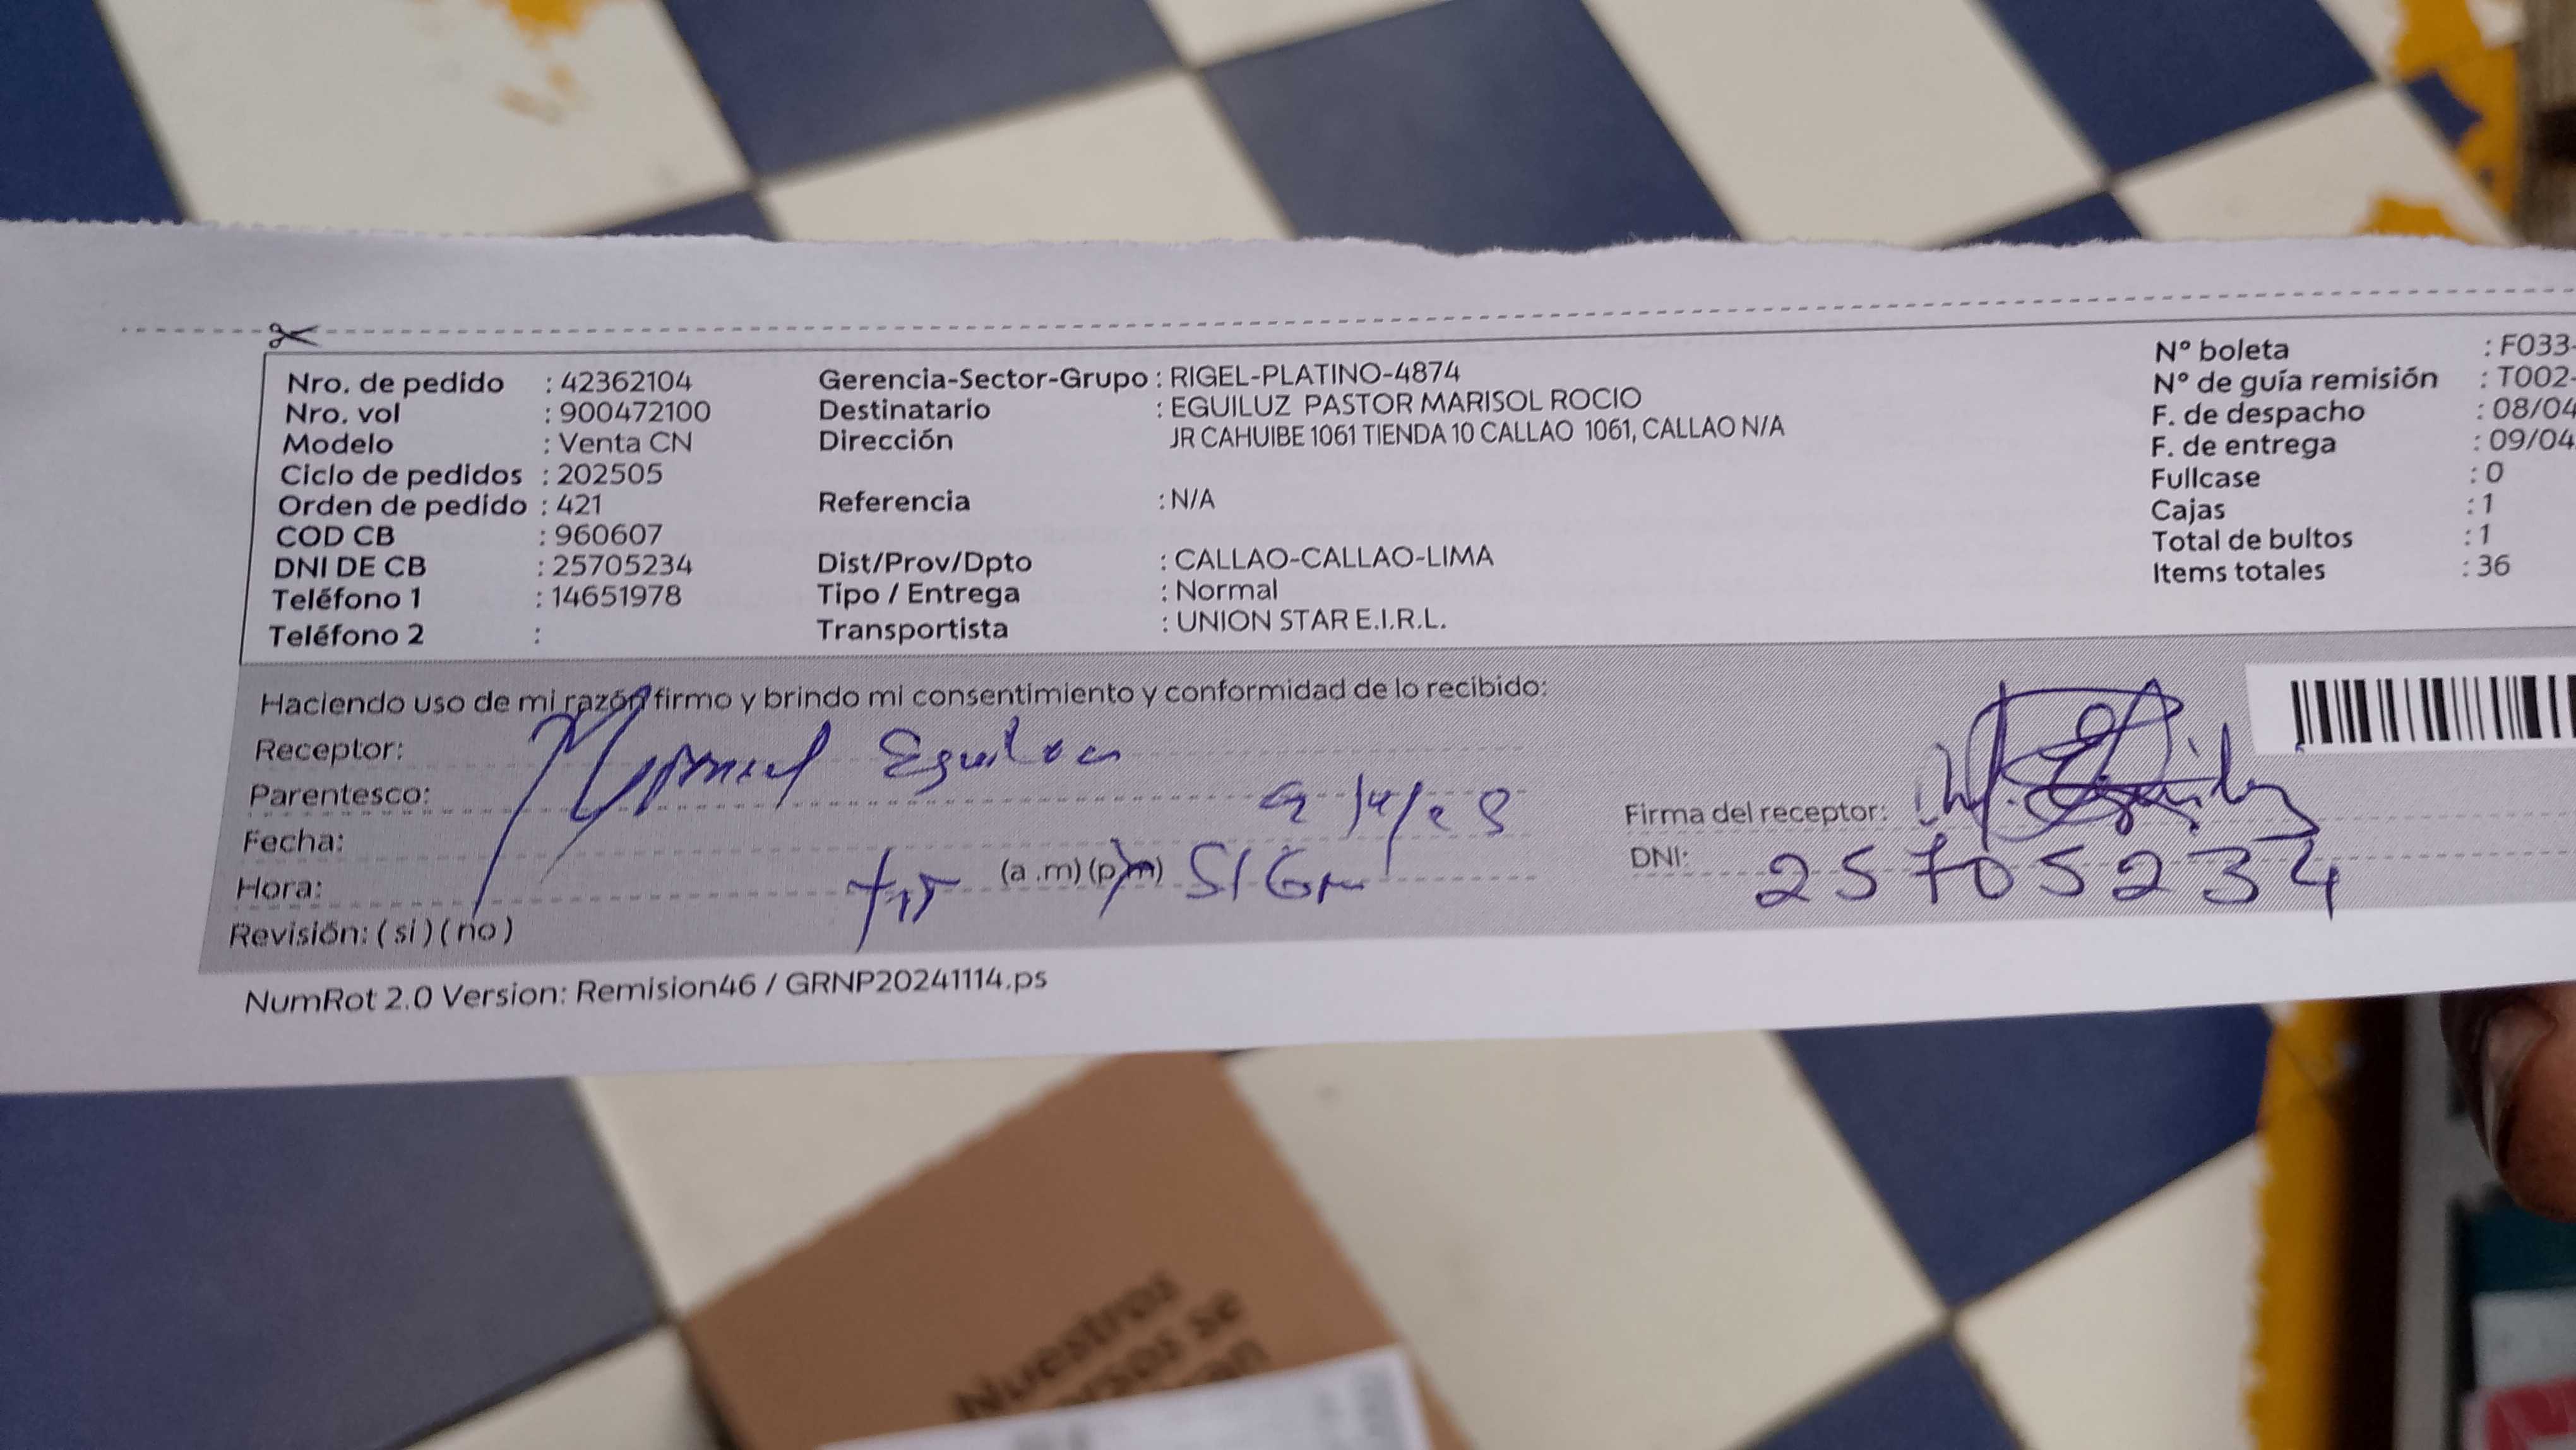 Nro. de pedido : 42362104
Nro. vol : 900472100
Modelo : Venta CN
Ciclo de pedidos : 202505
Orden de pedido : 421
COD CB : 960607
DNI DE CB : 25705234
Teléfono 1 : 14651978
Teléfono 2 :
Gerencia-Sector-Grupo : RIGEL-PLATINO-4874
Destinatario : EGUILUZ PASTOR MARISOL ROCIO
Dirección JR CAHUIBE 1061 TIENDA 10 CALLAO 1061, CALLAO N/A
Referencia : N/A
Dist/Prov/Dpto : CALLAO-CALLAO-LIMA
Tipo / Entrega : Normal
Transportista : UNION STAR E.I.R.L.
N° boleta : F033-
N° de guía remisión : T002-
F. de despacho : 08/04
F. de entrega : 09/04
Fullcase : 0
Cajas : 1
Total de bultos : 1
Items totales : 36
Haciendo uso de mi razón firmo y brindo mi consentimiento y conformidad de lo recibido:
Receptor:
Parentesco:
Fecha:
Hora: (a .m) (p.m)
Revisión: ( si ) ( no )
Firma del receptor:
DNI: 25705234
NumRot 2.0 Version: Remision46 / GRNP20241114.ps
Nuestros
se